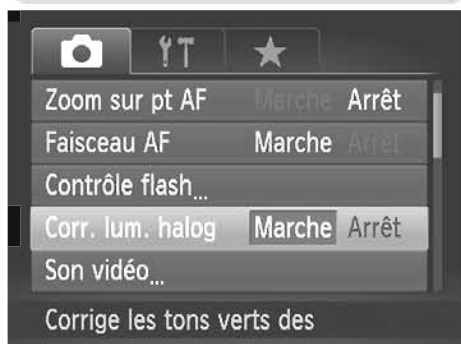 Zoom sur pt AF Marche Arrêt
Faisceau AF Marche Arrêt
Contrôle flash...
Corr. lum. halog Marche Arrêt
Son vidéo...
Corrige les tons verts des